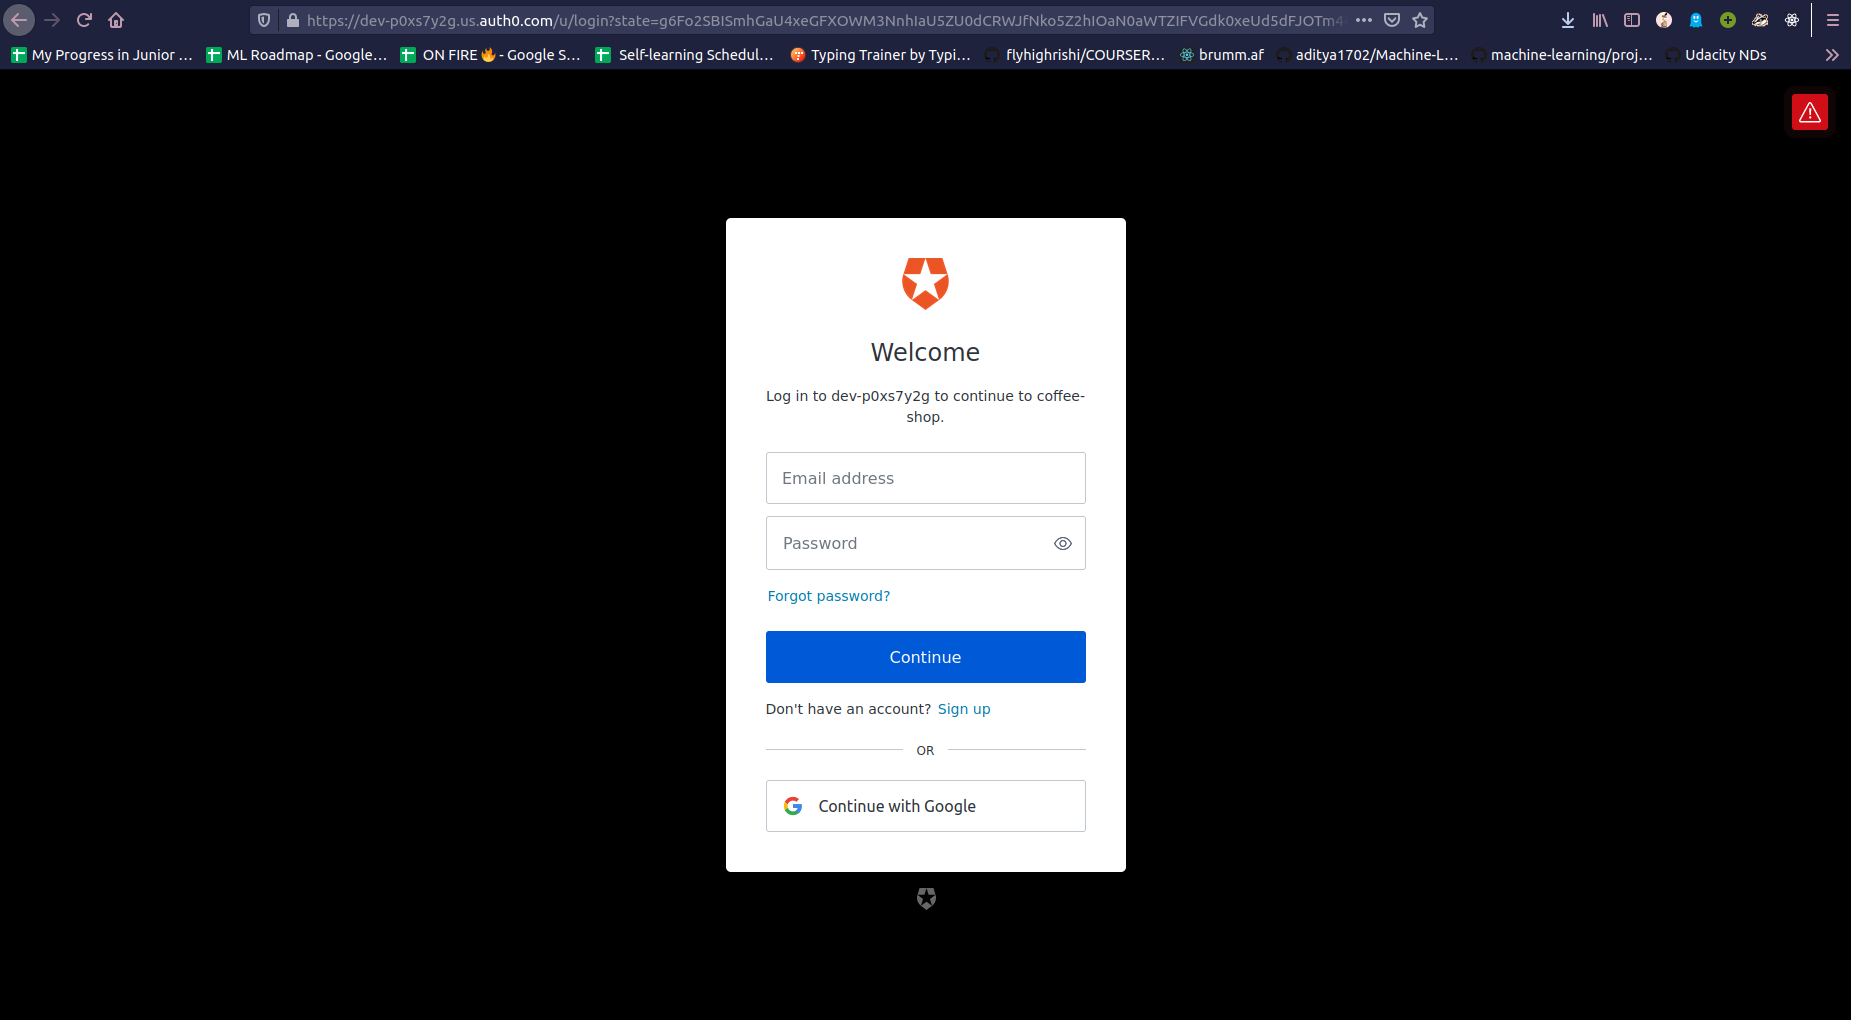 https://dev-p0xs7y2g.us.auth0.com/u/login?state=g6Fo2SBISmhGaU4xeGFXOWM3NnhIaU5ZU0dCRWJfNko5Z2hIOaN0aWTZIFVGdk0xeUd5dFJOTm4
My Progress in Junior … ML Roadmap - Google… ON FIRE🔥- Google S… Self-learning Schedul… Typing Trainer by Typi… flyhighrishi/COURSER… brumm.af aditya1702/Machine-L… machine-learning/proj… Udacity NDs
Welcome
Log in to dev-p0xs7y2g to continue to coffee-
shop.
Email address
Password
Forgot password?
Continue
Don't have an account? Sign up
OR
Continue with Google